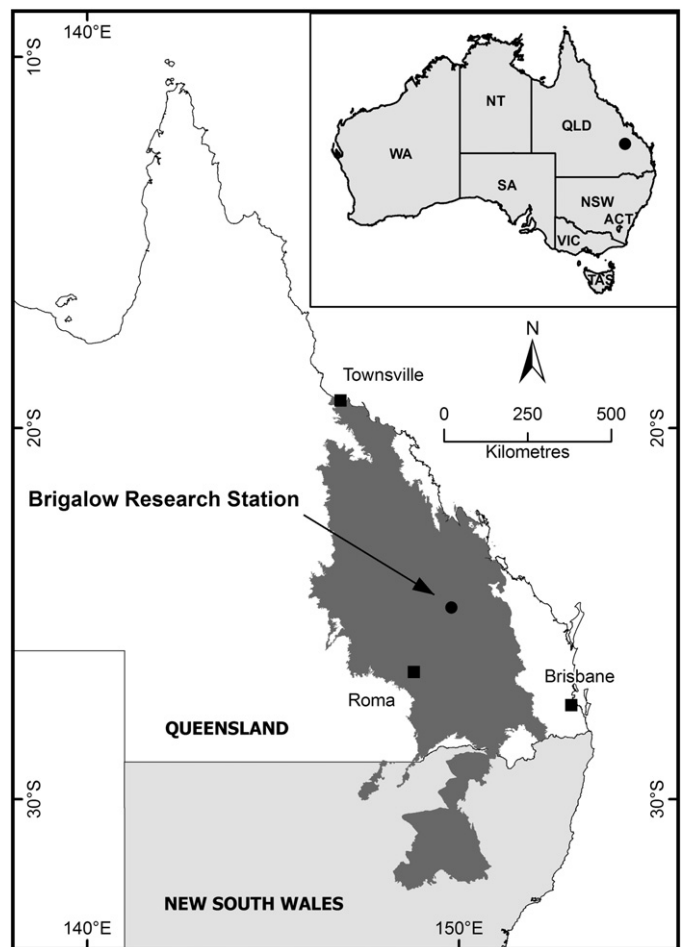 140°E
10°S
NT
QLD
WA
SA
NSW
ACT
VIC
TAS
N
Townsville
0 250 500
Kilometres
20°S
20°S
Brigalow Research Station
Brisbane
Roma
QUEENSLAND
30°S
30°S
NEW SOUTH WALES
140°E
150°E